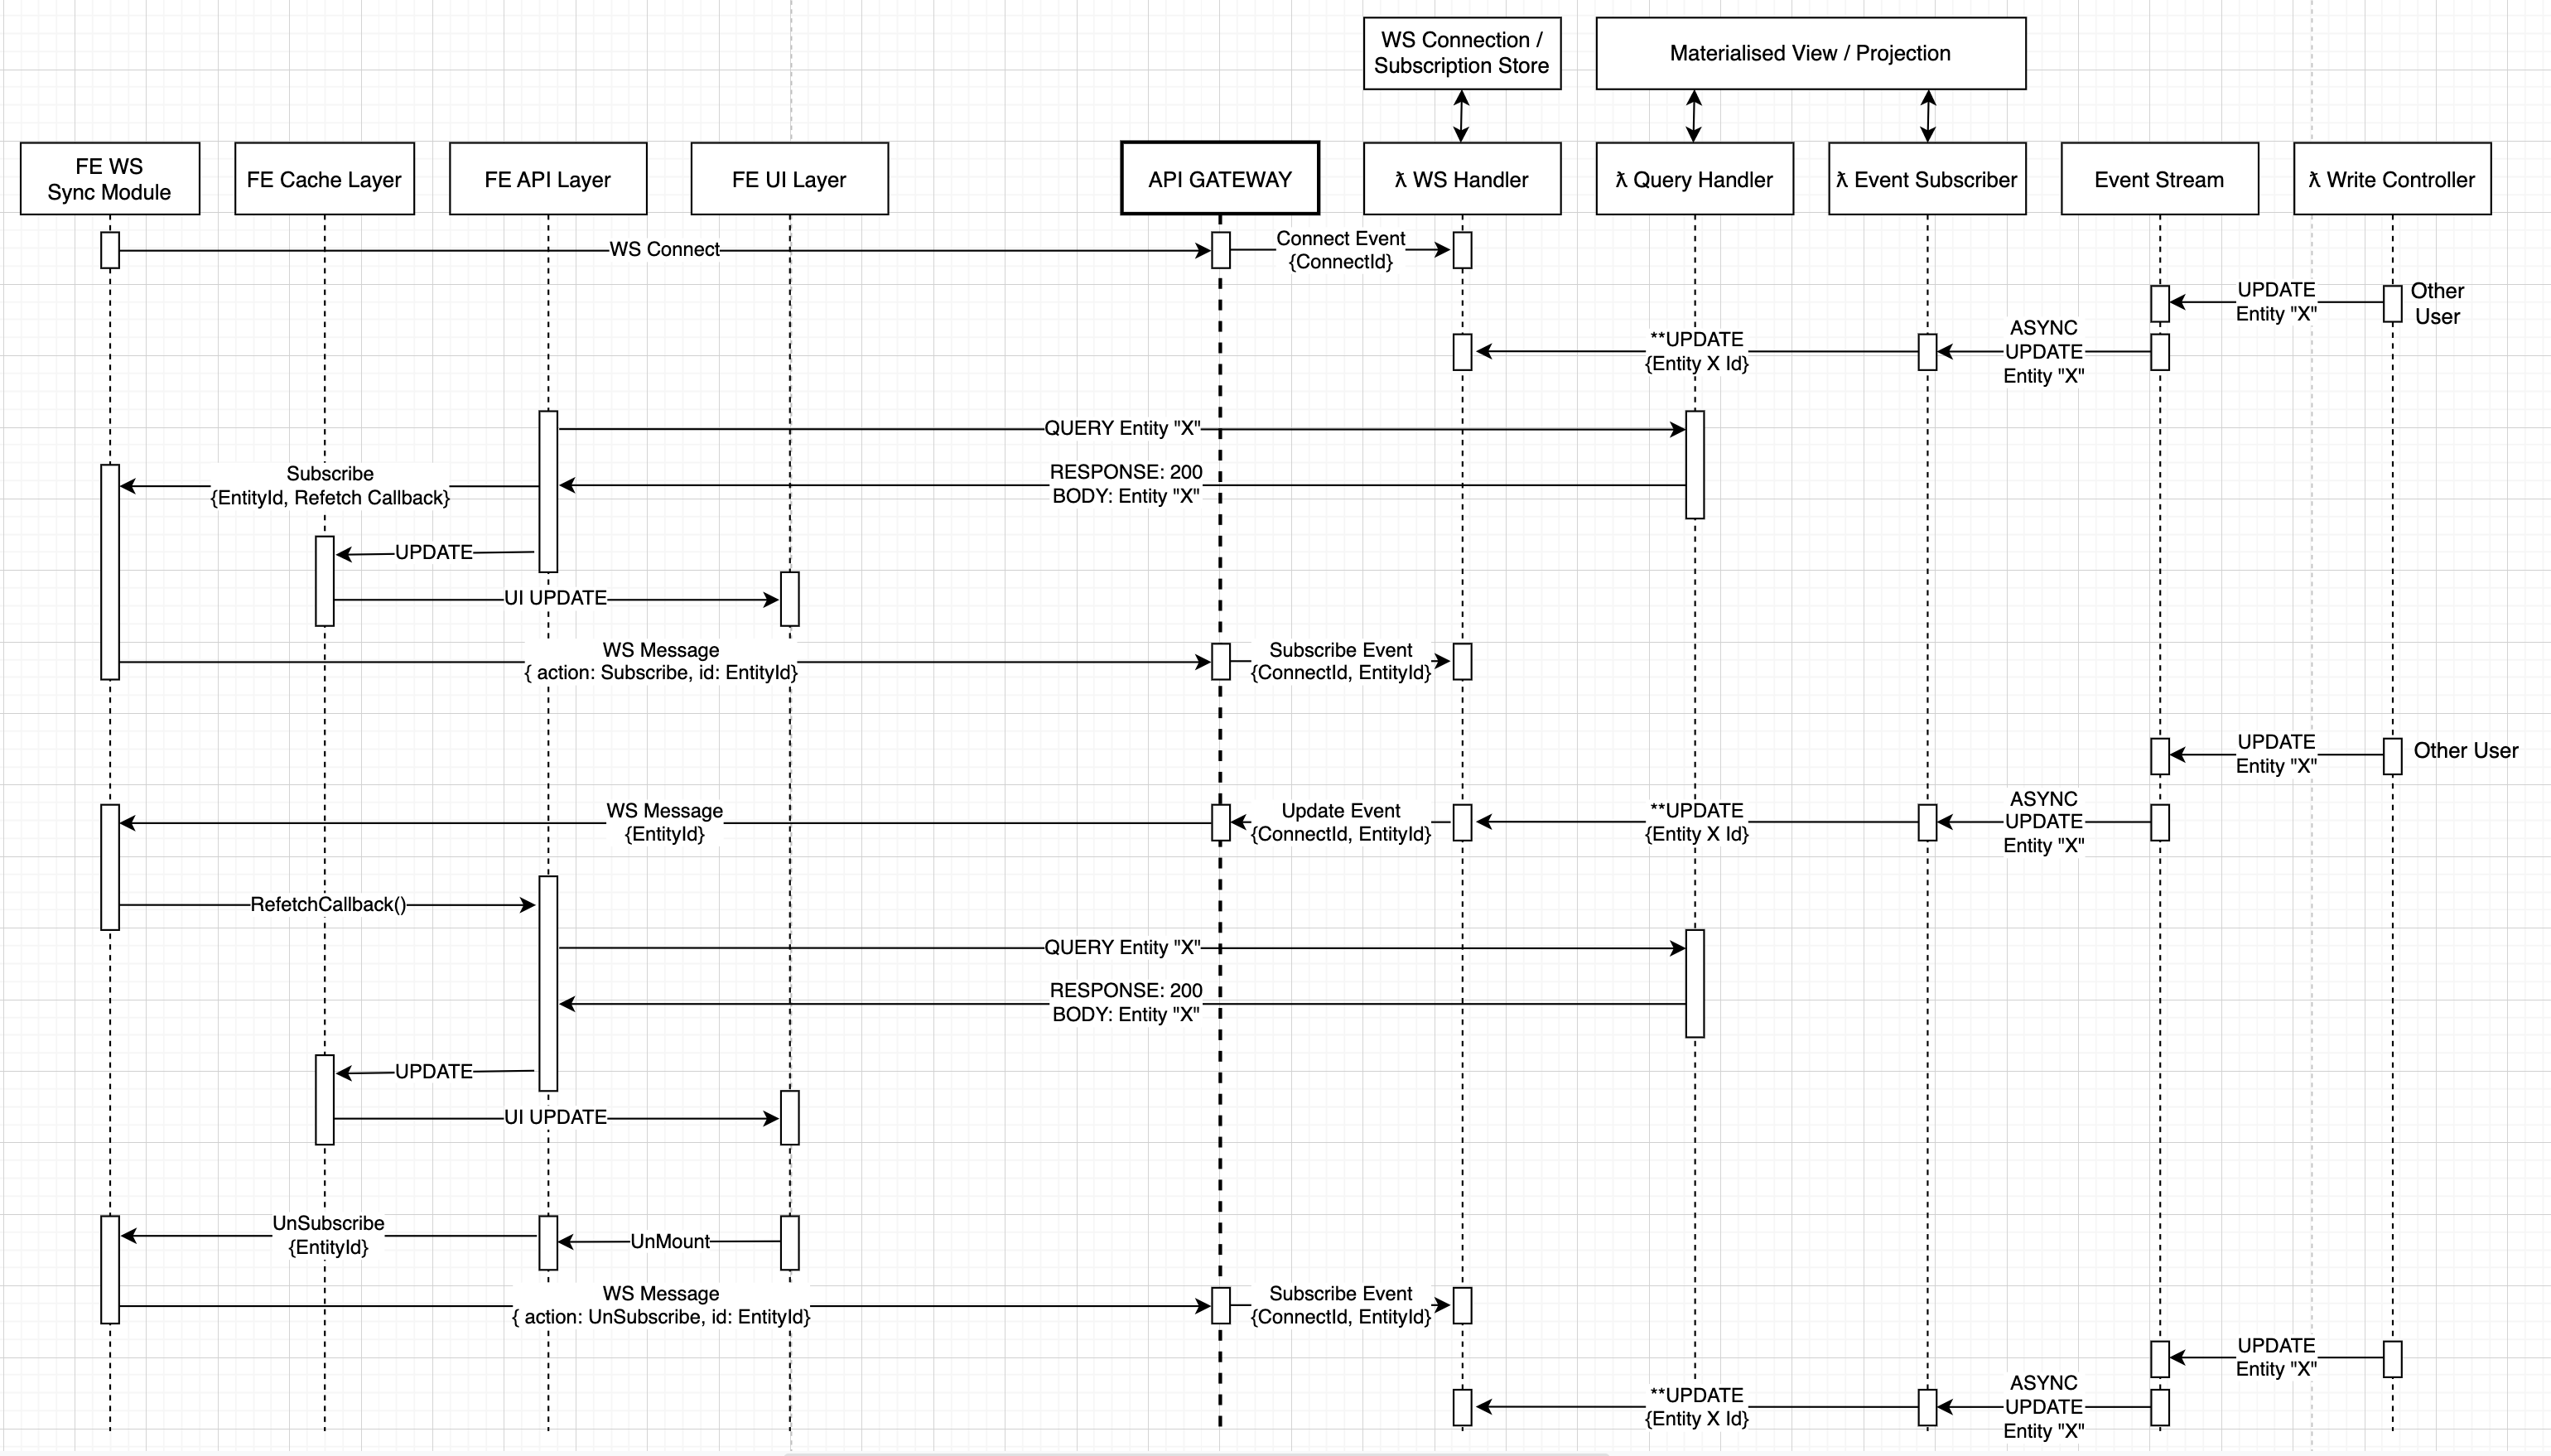 WS Connection /
Subscription Store
Materialised View / Projection
FE WS
Sync Module
FE Cache Layer
FE API Layer
FE UI Layer
API GATEWAY
ƛ WS Handler
ƛ Query Handler
ƛ Event Subscriber
Event Stream
ƛ Write Controller
WS Connect
Connect Event
{ConnectId}
UPDATE
Entity "X"
Other
User
**UPDATE
{Entity X Id}
ASYNC
UPDATE
Entity "X"
QUERY Entity "X"
Subscribe
{EntityId, Refetch Callback}
RESPONSE: 200
BODY: Entity "X"
UPDATE
UI UPDATE
WS Message
{ action: Subscribe, id: EntityId}
Subscribe Event
{ConnectId, EntityId}
UPDATE
Entity "X"
Other User
WS Message
{EntityId}
Update Event
{ConnectId, EntityId}
**UPDATE
{Entity X Id}
ASYNC
UPDATE
Entity "X"
RefetchCallback()
QUERY Entity "X"
RESPONSE: 200
BODY: Entity "X"
UPDATE
UI UPDATE
UnSubscribe
{EntityId}
UnMount
WS Message
{ action: UnSubscribe, id: EntityId}
Subscribe Event
{ConnectId, EntityId}
UPDATE
Entity "X"
**UPDATE
{Entity X Id}
ASYNC
UPDATE
Entity "X"